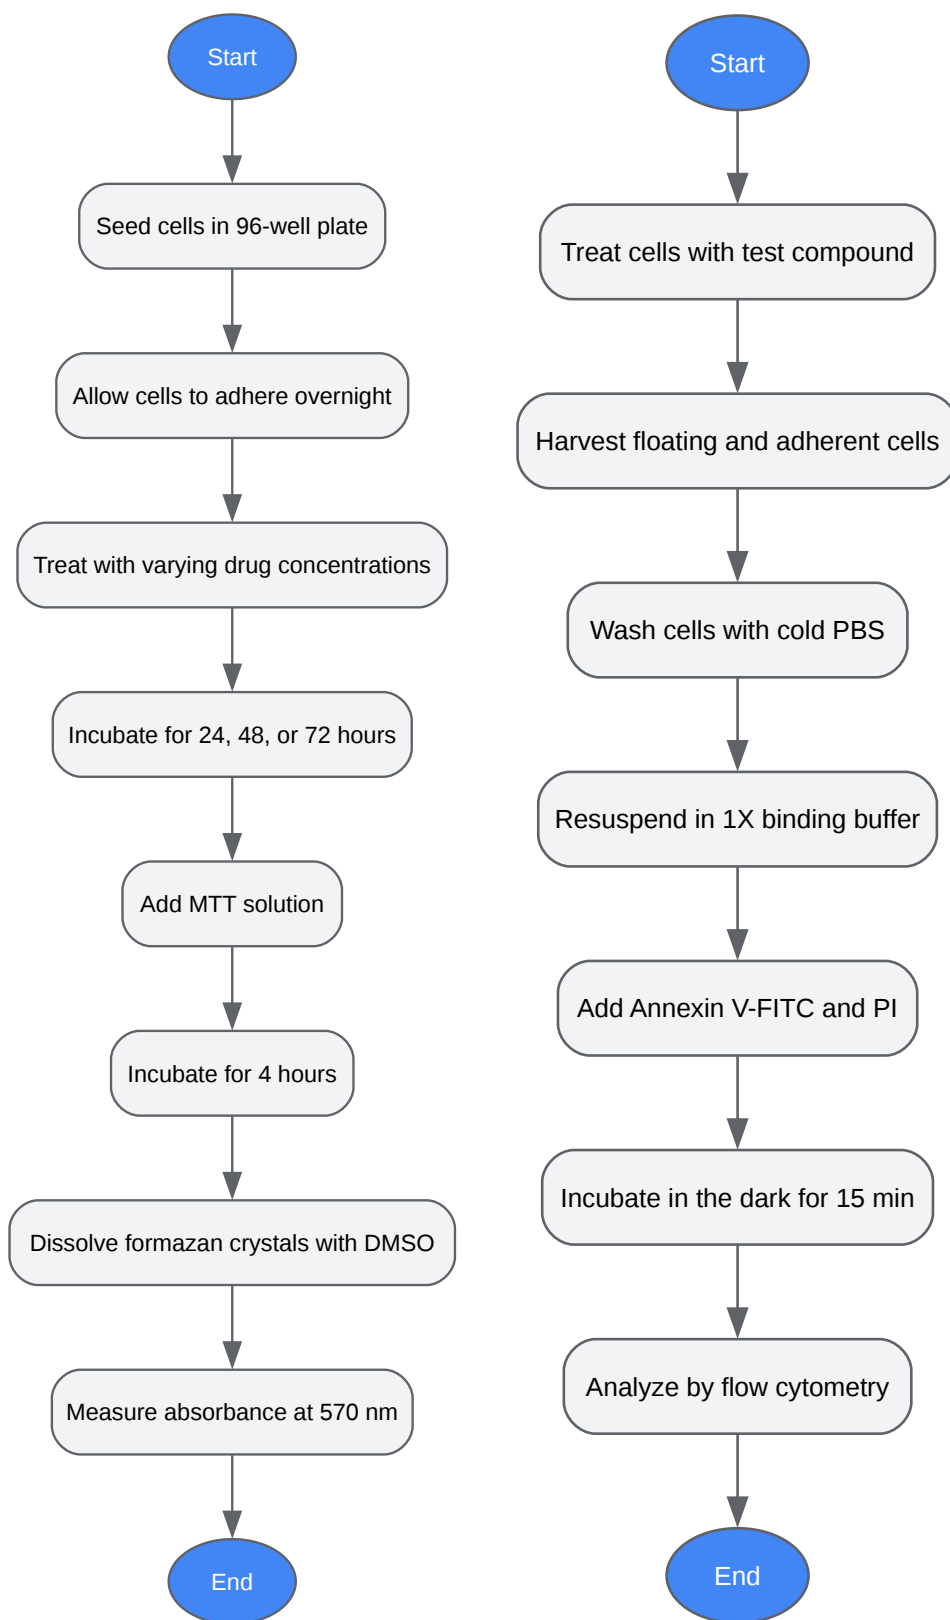 Start
Seed cells in 96-well plate
Allow cells to adhere overnight
Treat with varying drug concentrations
Incubate for 24, 48, or 72 hours
Add MTT solution
Incubate for 4 hours
Dissolve formazan crystals with DMSO
Measure absorbance at 570 nm
End
Start
Treat cells with test compound
Harvest floating and adherent cells
Wash cells with cold PBS
Resuspend in 1X binding buffer
Add Annexin V-FITC and PI
Incubate in the dark for 15 min
Analyze by flow cytometry
End